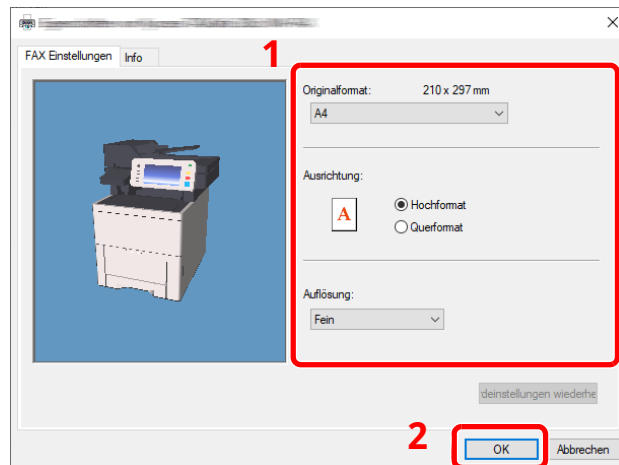 FAX Einstellungen
Info
1
Originalformat: 210 x 297 mm
A4
Ausrichtung:
A
Hochformat
Querformat
Auflösung:
Fein
deinstellungen wiederhe
2
OK
Abbrechen